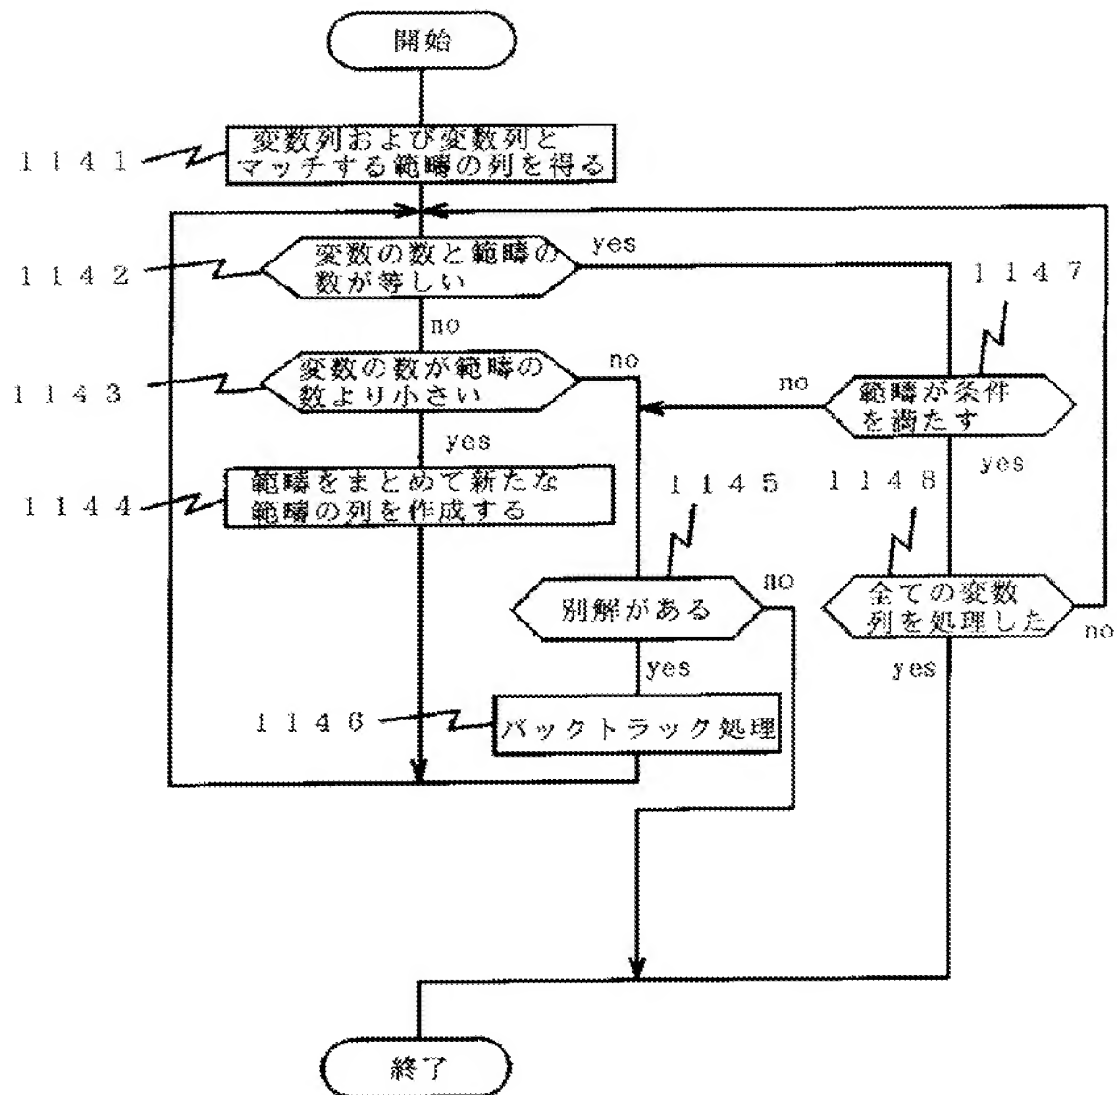 開始
1141
変数列および変数列と
マッチする範疇の列を得る
1142
変数の数と範疇の
数が等しい
yes
no
1147
1143
変数の数が範疇の
数より小さい
no
yes
no
範疇が条件
を満たす
yes
1144
範疇をまとめて新たな
範疇の列を作成する
1145
1148
別解がある
no
yes
全ての変数
列を処理した
no
yes
1146
バックトラック処理
終了